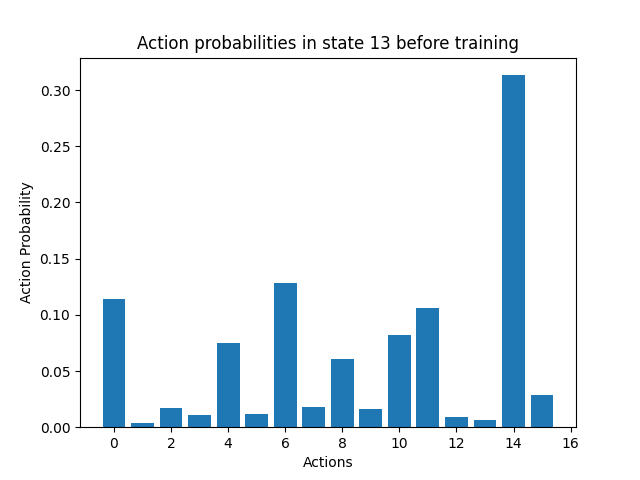 Action probabilities in state 13 before training
0.30
0.25
0.20
0.15
0.10
0.05
0.00
Action Probability
0 2 4 6 8 10 12 14 16
Actions